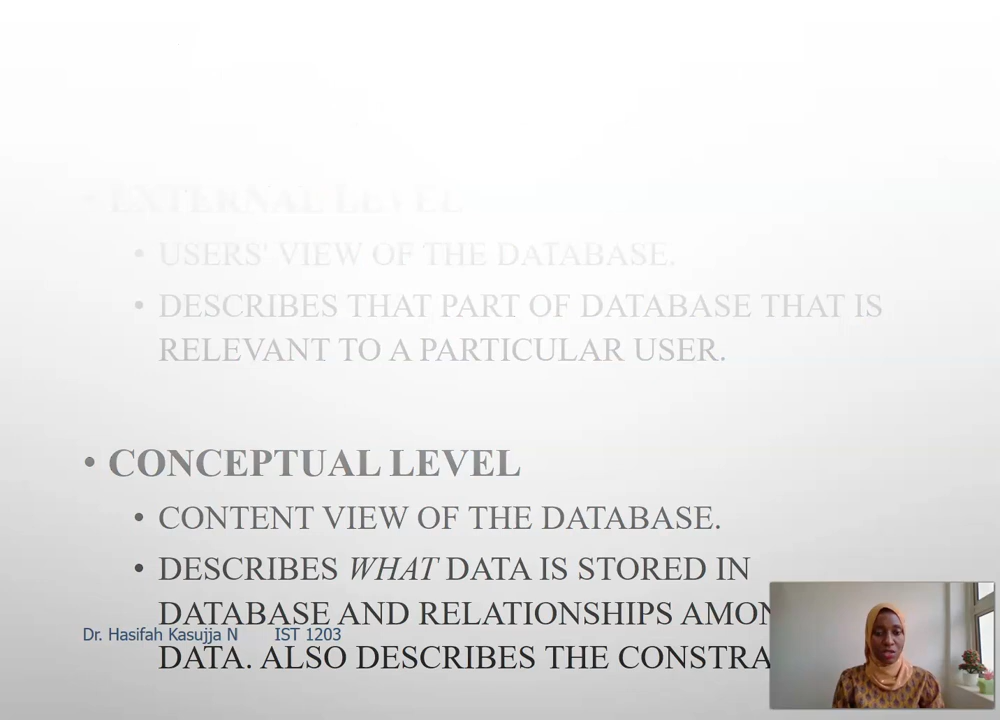 • EXTERNAL LEVEL
• USERS' VIEW OF THE DATABASE.
• DESCRIBES THAT PART OF DATABASE THAT IS
RELEVANT TO A PARTICULAR USER.
• CONCEPTUAL LEVEL
• CONTENT VIEW OF THE DATABASE.
• DESCRIBES WHAT DATA IS STORED IN
DATABASE AND RELATIONSHIPS AMON
Dr. Hasifah Kasujja N IST 1203
DATA. ALSO DESCRIBES THE CONSTRA